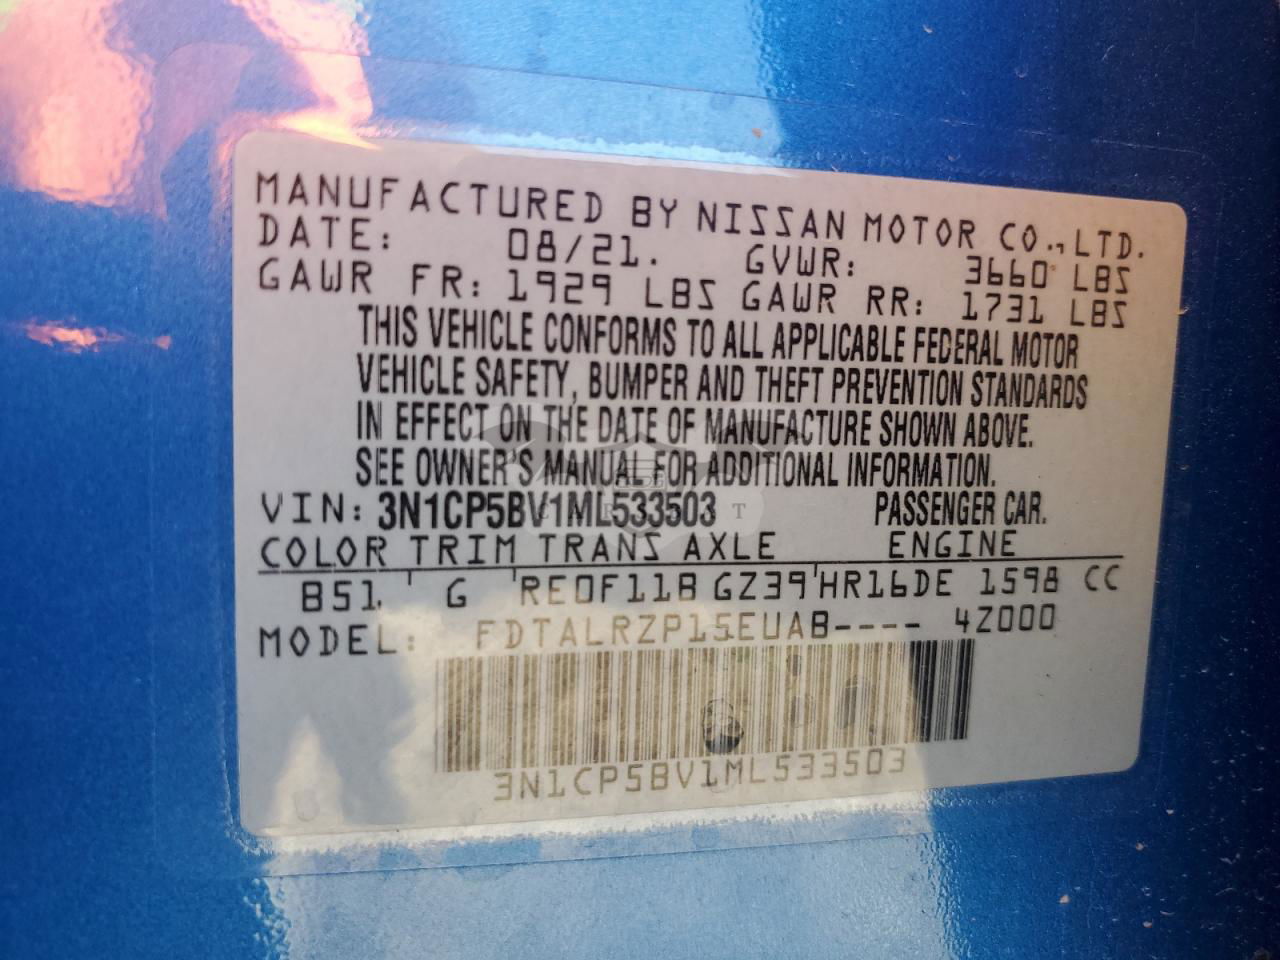 MANUFACTURED BY NISSAN MOTOR CO., LTD.
DATE: 08/21. GVWR: 3660 LBS
GAWR FR: 1929 LBS GAWR RR: 1731 LBS
THIS VEHICLE CONFORMS TO ALL APPLICABLE FEDERAL MOTOR
VEHICLE SAFETY, BUMPER AND THEFT PREVENTION STANDARDS
IN EFFECT ON THE DATE OF MANUFACTURE SHOWN ABOVE.
SEE OWNER'S MANUAL FOR ADDITIONAL INFORMATION.
VIN: 3N1CP5BV1ML533503 PASSENGER CAR.
COLOR TRIM TRANS AXLE ENGINE
B51 G RE0F11B GZ39 HR16DE 1598 CC
MODEL: FDTALRZP15EUAB---- 4Z000
3N1CP5BV1ML533503